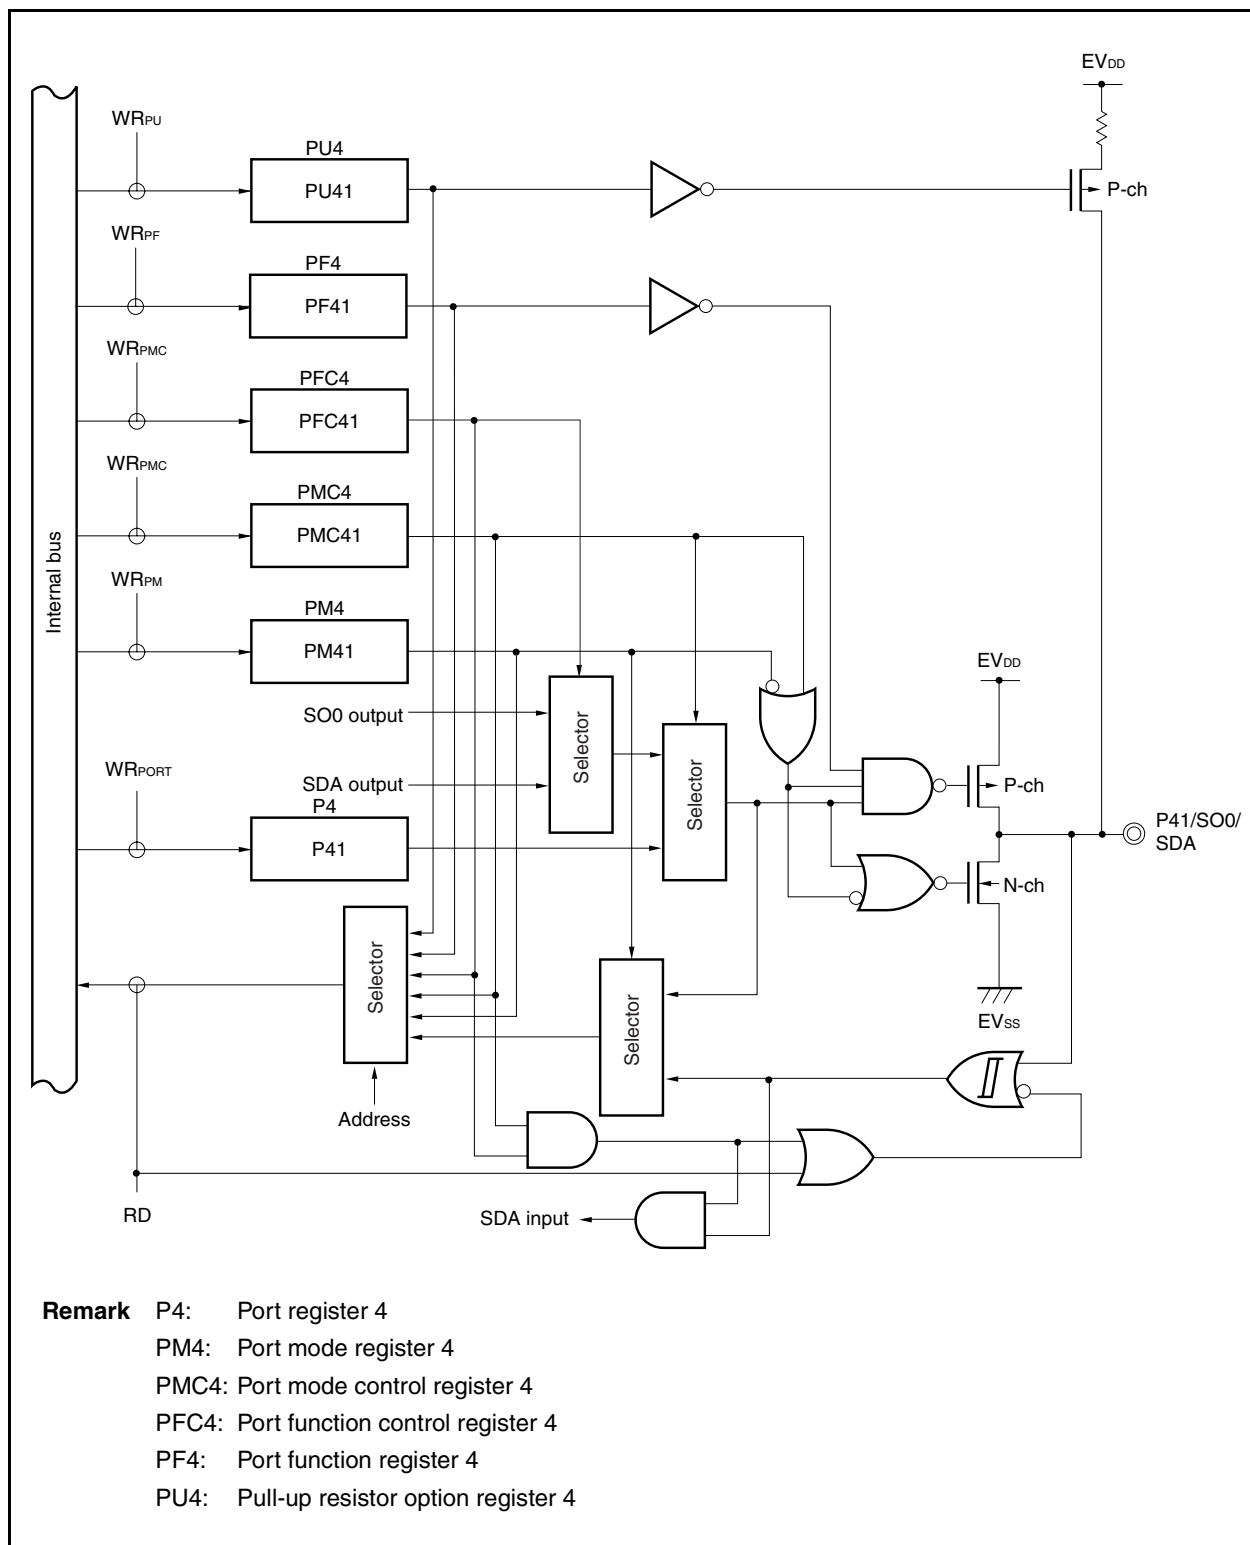 EVDD
WRPU
PU4
PU41
P-ch
WRPF
PF4
PF41
WRPMC
PFC4
PFC41
WRPMC
PMC4
PMC41
Internal bus
WRPM
PM4
PM41
EVDD
SO0 output
Selector
Selector
WRPORT
SDA output
P-ch
P4
P41
P41/SO0/
SDA
N-ch
Selector
Selector
EVSS
Address
RD
SDA input
Remark P4: Port register 4
PM4: Port mode register 4
PMC4: Port mode control register 4
PFC4: Port function control register 4
PF4: Port function register 4
PU4: Pull-up resistor option register 4